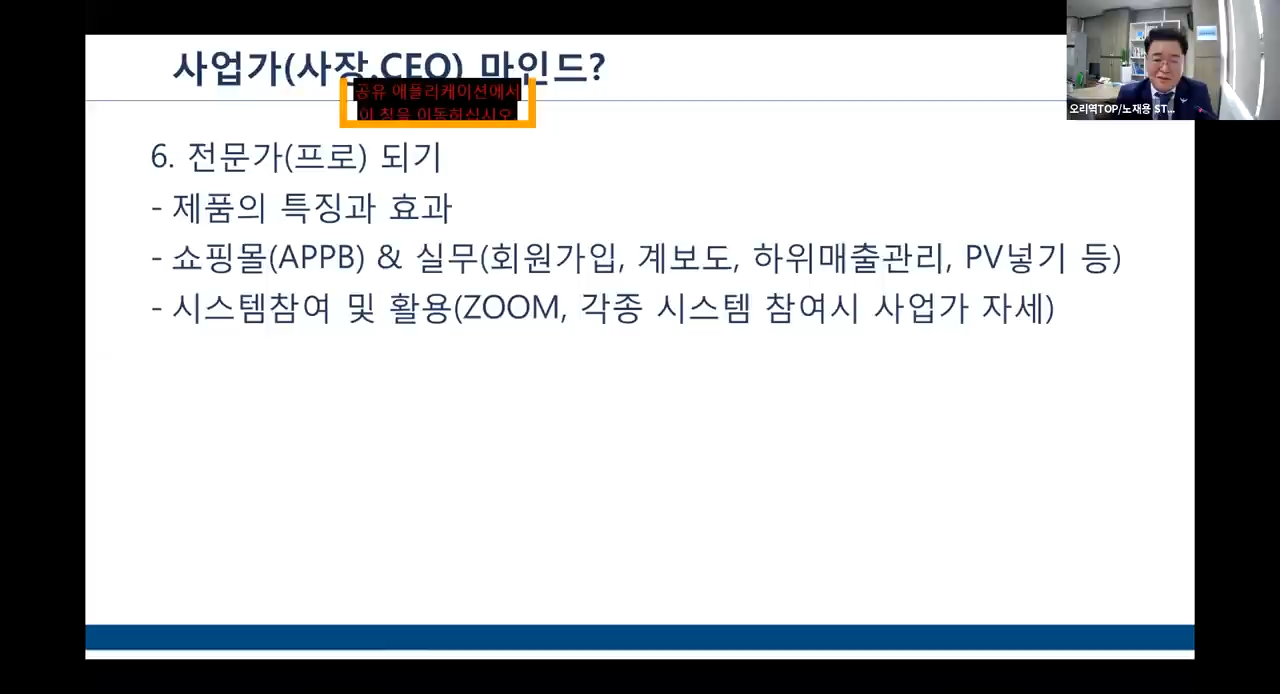 사업가(사장,CEO) 마인드?
공유 애플리케이션에서
이 창을 이동하십시오
오리역TOP/노재용 ST...
6. 전문가(프로) 되기
- 제품의 특징과 효과
- 쇼핑몰(APPB) & 실무(회원가입, 계보도, 하위매출관리, PV넣기 등)
- 시스템참여 및 활용(ZOOM, 각종 시스템 참여시 사업가 자세)